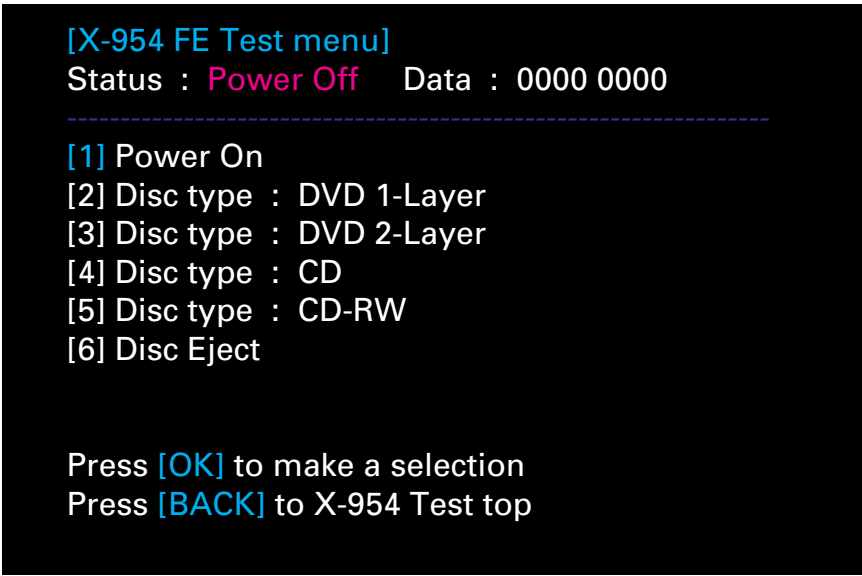 [X-954 FE Test menu]
Status : Power Off Data : 0000 0000
------------------------------------------------------------------
[1] Power On
[2] Disc type : DVD 1-Layer
[3] Disc type : DVD 2-Layer
[4] Disc type : CD
[5] Disc type : CD-RW
[6] Disc Eject
Press [OK] to make a selection
Press [BACK] to X-954 Test top